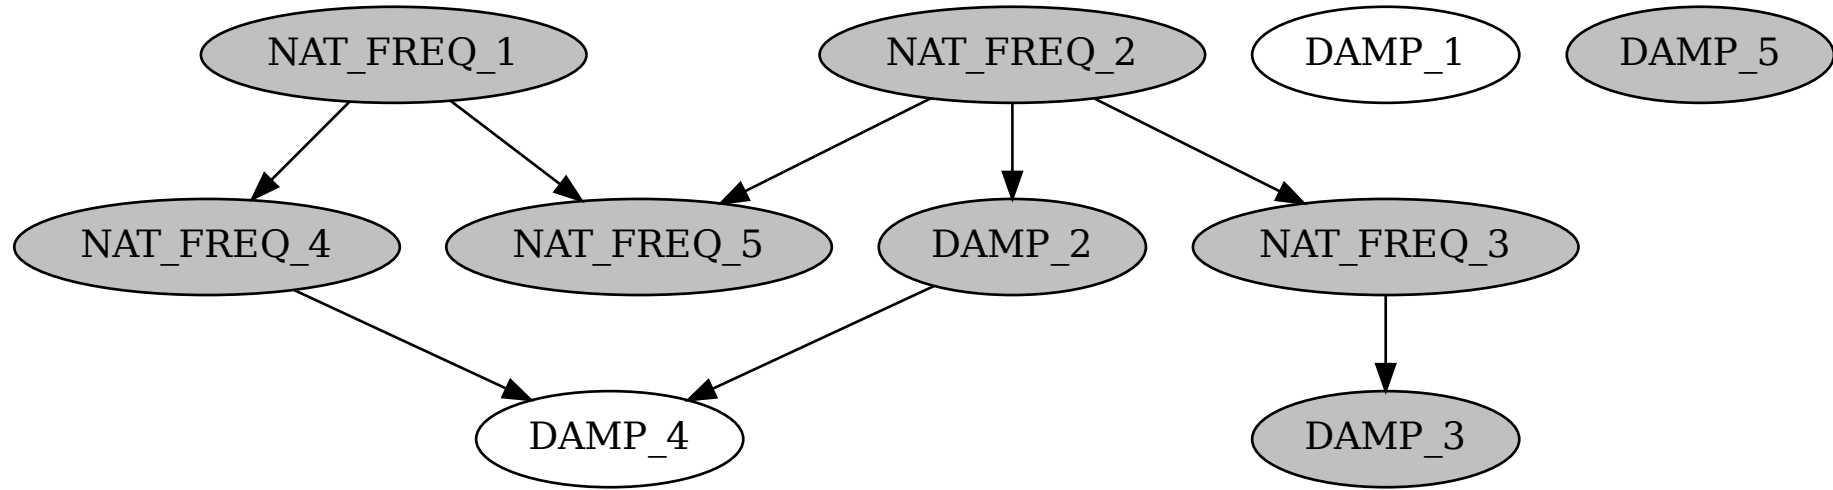 NAT_FREQ_1
NAT_FREQ_2
DAMP_1
DAMP_5
NAT_FREQ_4
NAT_FREQ_5
DAMP_2
NAT_FREQ_3
DAMP_4
DAMP_3